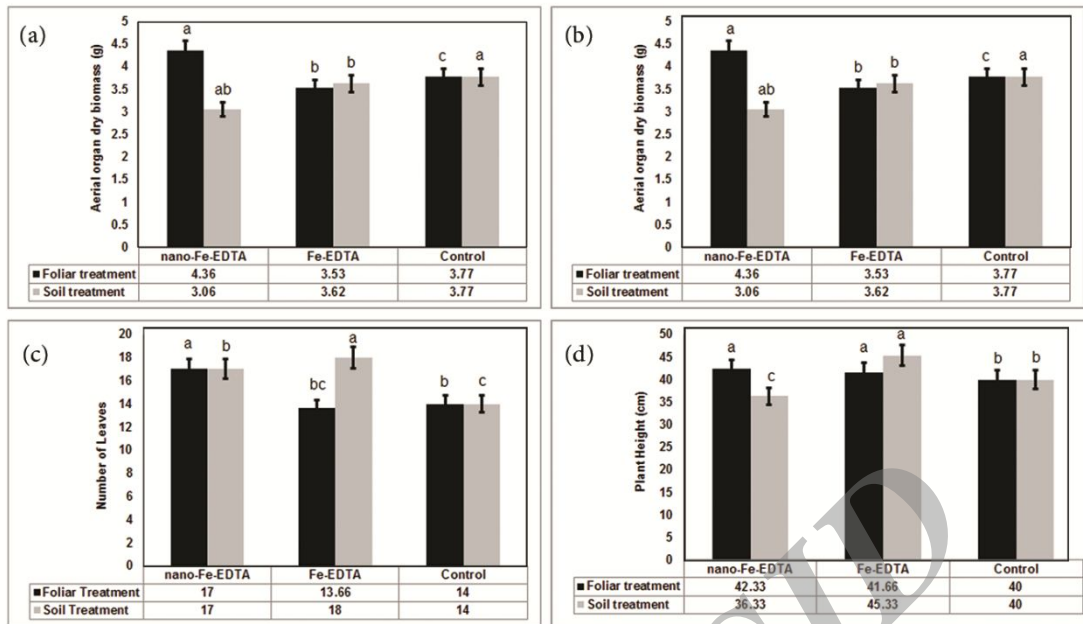 (a)
Aerial organ dry biomass (g)
5
4.5
4
3.5
3
2.5
2
1.5
1
0.5
0
a
ab
b
b
b
a
nano-Fe-EDTA Fe-EDTA Control
Foliar treatment 4.36 3.53 3.77
Soil treatment 3.06 3.62 3.77
(b)
Aerial organ dry biomass (g)
5
4.5
4
3.5
3
2.5
2
1.5
1
0.5
0
a
ab
b
b
c
a
nano-Fe-EDTA Fe-EDTA Control
Foliar treatment 4.36 3.53 3.77
Soil treatment 3.06 3.62 3.77
(c)
Number of Leaves
20
18
16
14
12
10
8
6
4
2
0
a
b
bc
a
b
c
nano-Fe-EDTA Fe-EDTA Control
Foliar Treatment 17 13.66 14
Soil Treatment 17 18 14
(d)
Plant Height (cm)
50
45
40
35
30
25
20
15
10
5
0
a
c
a
a
b
b
nano-Fe-EDTA Fe-EDTA Control
Foliar treatment 42.33 41.66 40
Soil treatment 36.33 45.33 40